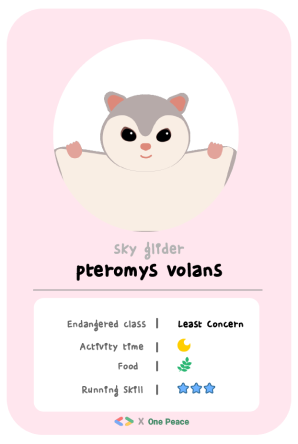 sky glider
pteromys volans
Endangered class | Least Concern
Activity time |
Food |
Running Skill |
X One Peace